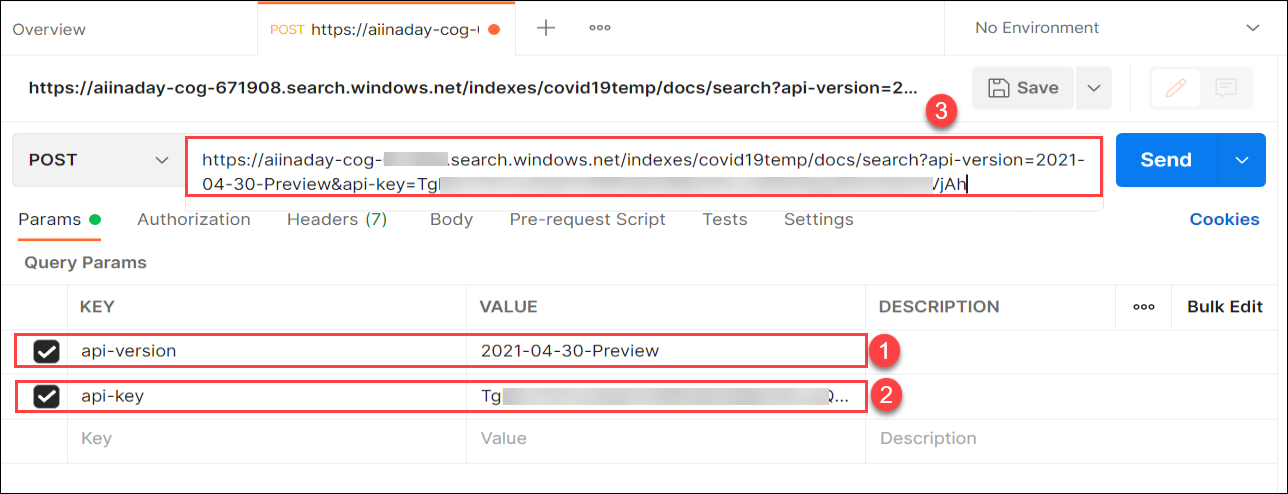 Overview
POST https://aiinaday-cog-
No Environment
https://aiinaday-cog-671908.search.windows.net/indexes/covid19temp/docs/search?api-version=2...
Save
3
POST
https://aiinaday-cog- .search.windows.net/indexes/covid19temp/docs/search?api-version=2021-
04-30-Preview&api-key=Tg VjAh
Send
Params
Authorization
Headers (7)
Body
Pre-request Script
Tests
Settings
Cookies
Query Params
KEY
VALUE
DESCRIPTION
Bulk Edit
api-version
2021-04-30-Preview
1
api-key
Tg Q...
2
Key
Value
Description